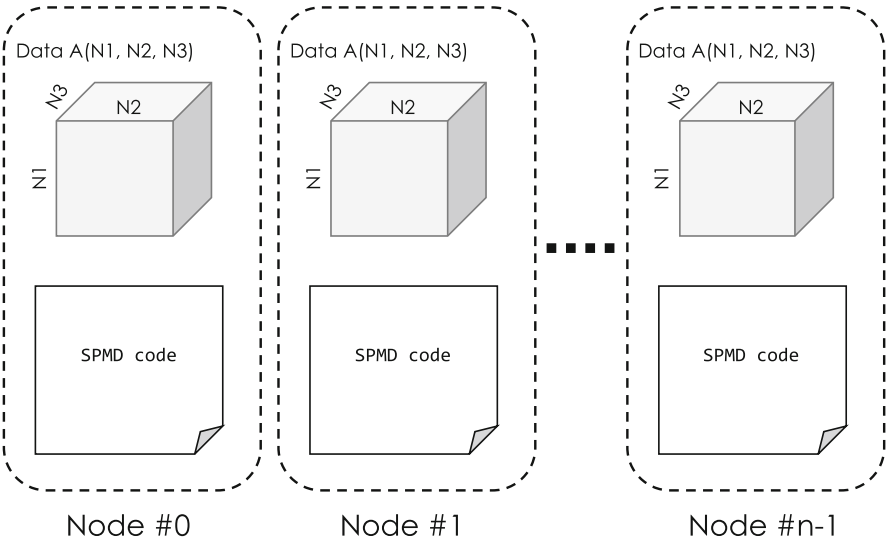 Data A(N1, N2, N3)
N3
N2
N1
SPMD code
Node #0
Data A(N1, N2, N3)
N3
N2
N1
SPMD code
Node #1
Data A(N1, N2, N3)
N3
N2
N1
SPMD code
Node #n-1